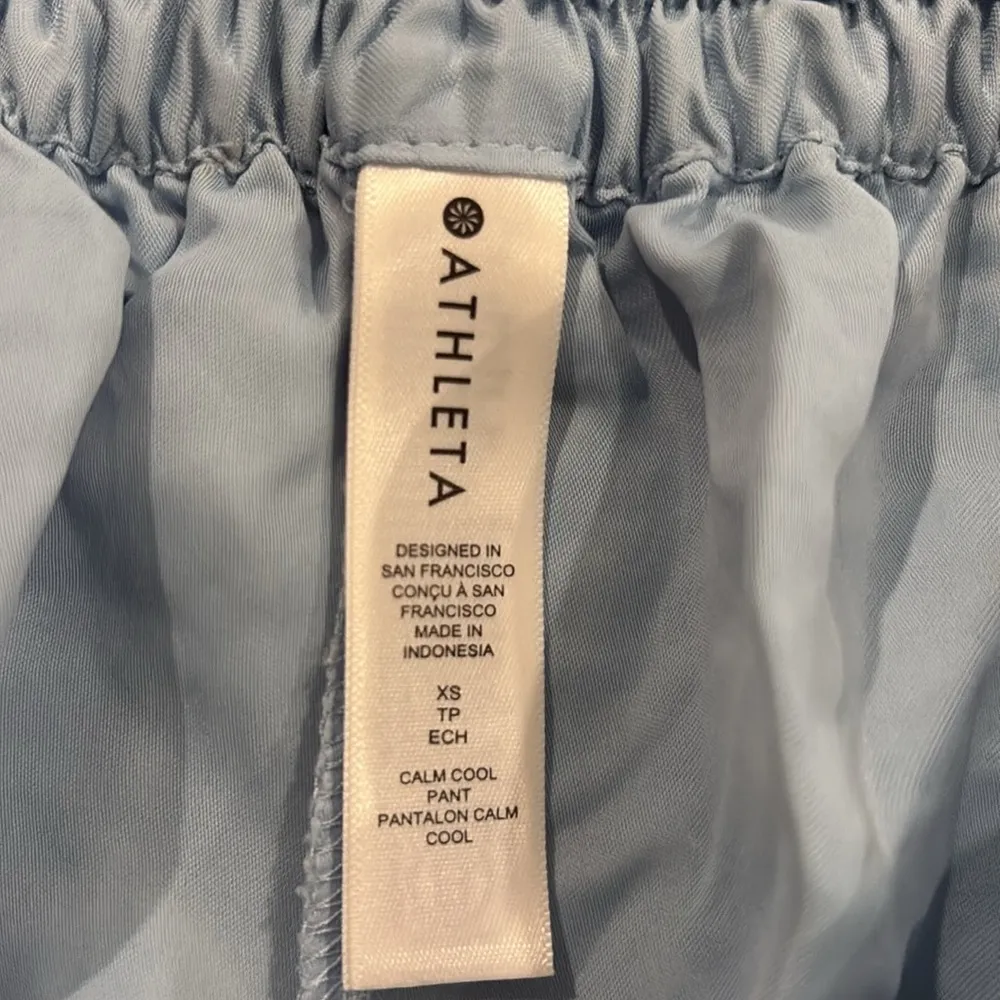 ATHLETA
DESIGNED IN
SAN FRANCISCO
CONÇU À SAN
FRANCISCO
MADE IN
INDONESIA
XS
TP
ECH
CALM COOL
PANT
PANTALON CALM
COOL